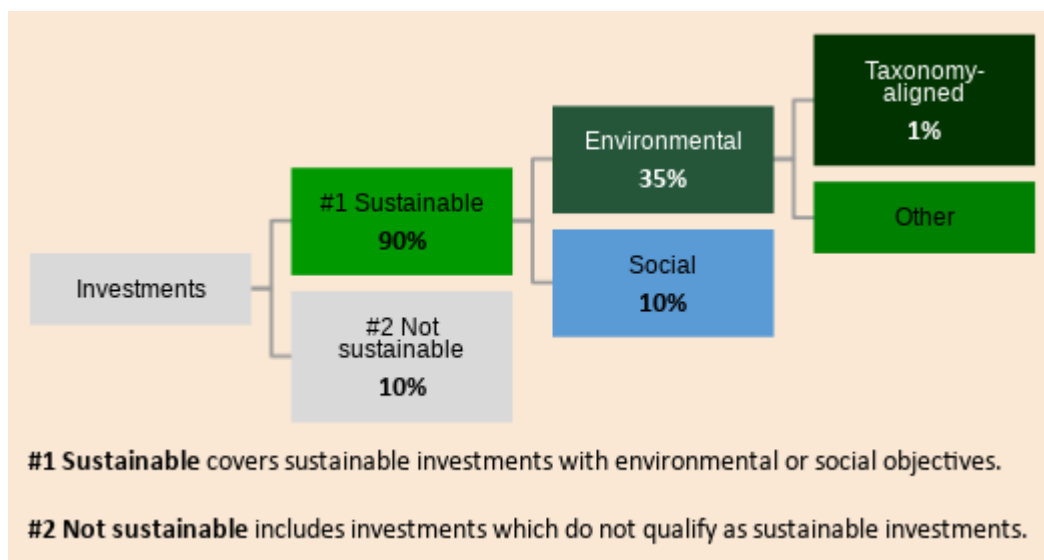 Taxonomy-
aligned
1%
Environmental
35%
#1 Sustainable
90%
Other
Social
10%
Investments
#2 Not
sustainable
10%
#1 Sustainable covers sustainable investments with environmental or social objectives.
#2 Not sustainable includes investments which do not qualify as sustainable investments.